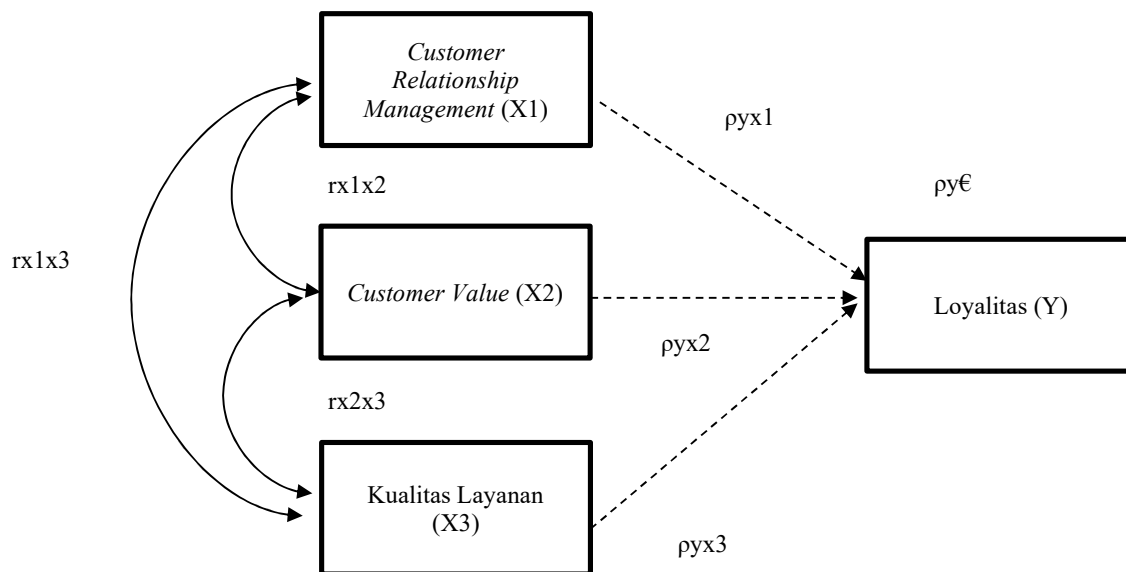 Customer
Relationship
Management (X1)
ρyx1
rx1x2
ρy€
rx1x3
Customer Value (X2)
Loyalitas (Y)
ρyx2
rx2x3
Kualitas Layanan
(X3)
ρyx3